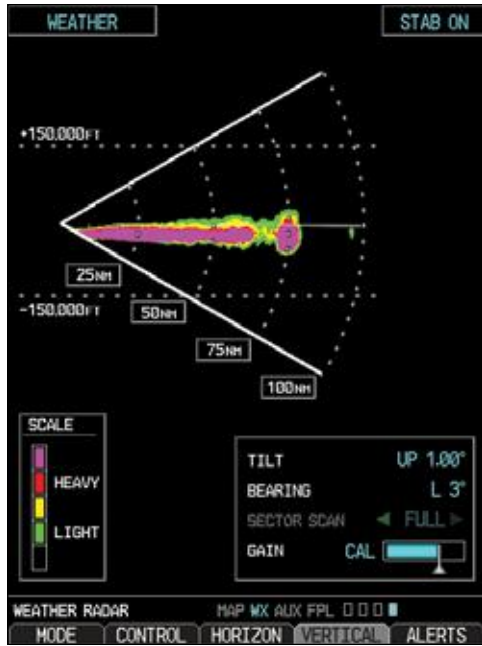 WEATHER
STAB ON
+150,000FT
25NM
-150,000FT
50NM
75NM
100NM
SCALE
HEAVY
LIGHT
TILT UP 1.00°
BEARING L 3°
SECTOR SCAN FULL
GAIN CAL
WEATHER RADAR MAP WX AUX FPL
MODE CONTROL HORIZON VERTICAL ALERTS